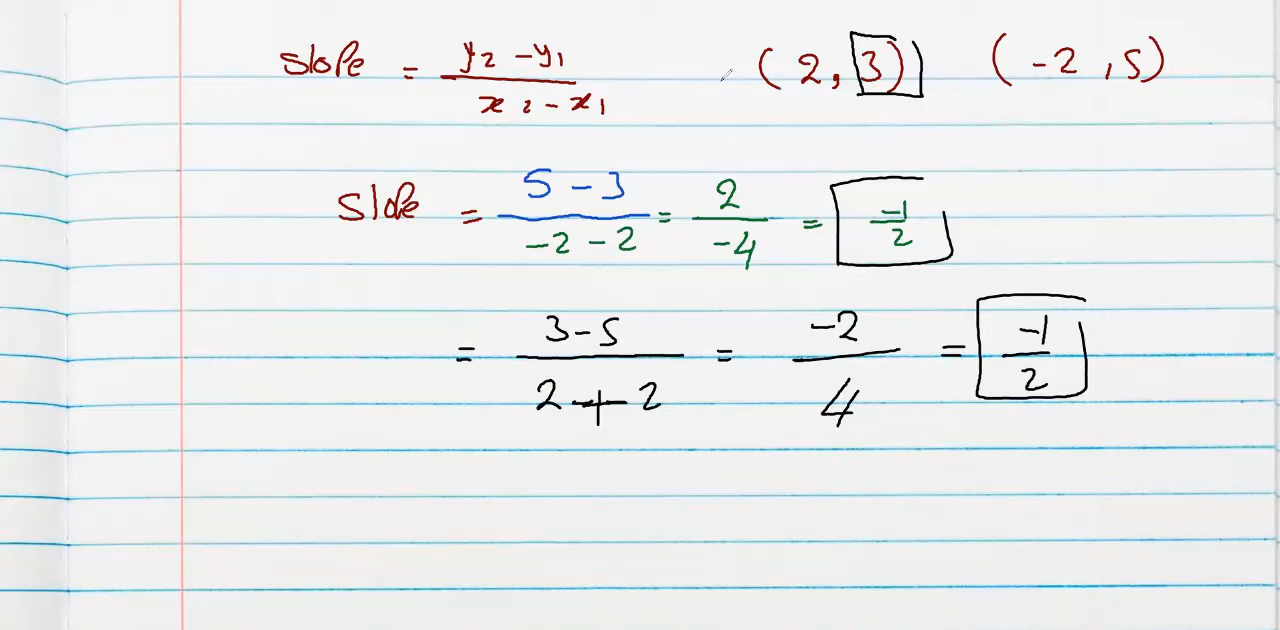 slope = y2 - y1 / x2 - x1 (2, 3) (-2, 5)
slope = 5 - 3 / -2 - 2 = 2 / -4 = -1 / 2
= 3 - 5 / 2 + 2 = -2 / 4 = -1 / 2